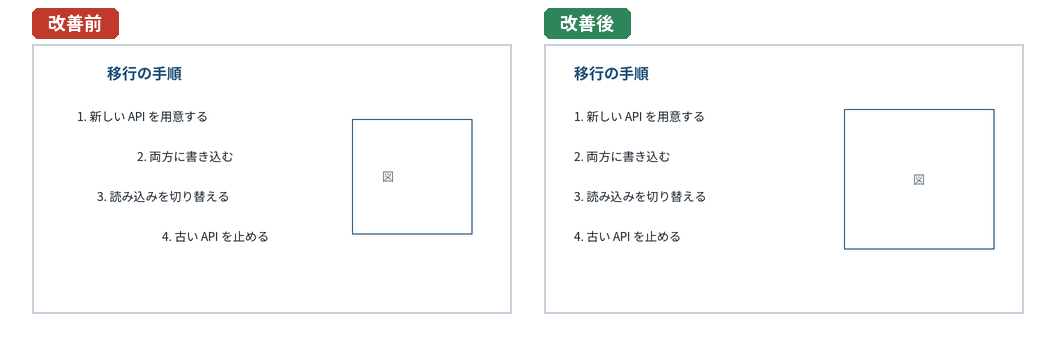 改善前
移行の手順
1. 新しい API を用意する
2. 両方に書き込む
3. 読み込みを切り替える
4. 古い API を止める
図
改善後
移行の手順
1. 新しい API を用意する
2. 両方に書き込む
3. 読み込みを切り替える
4. 古い API を止める
図